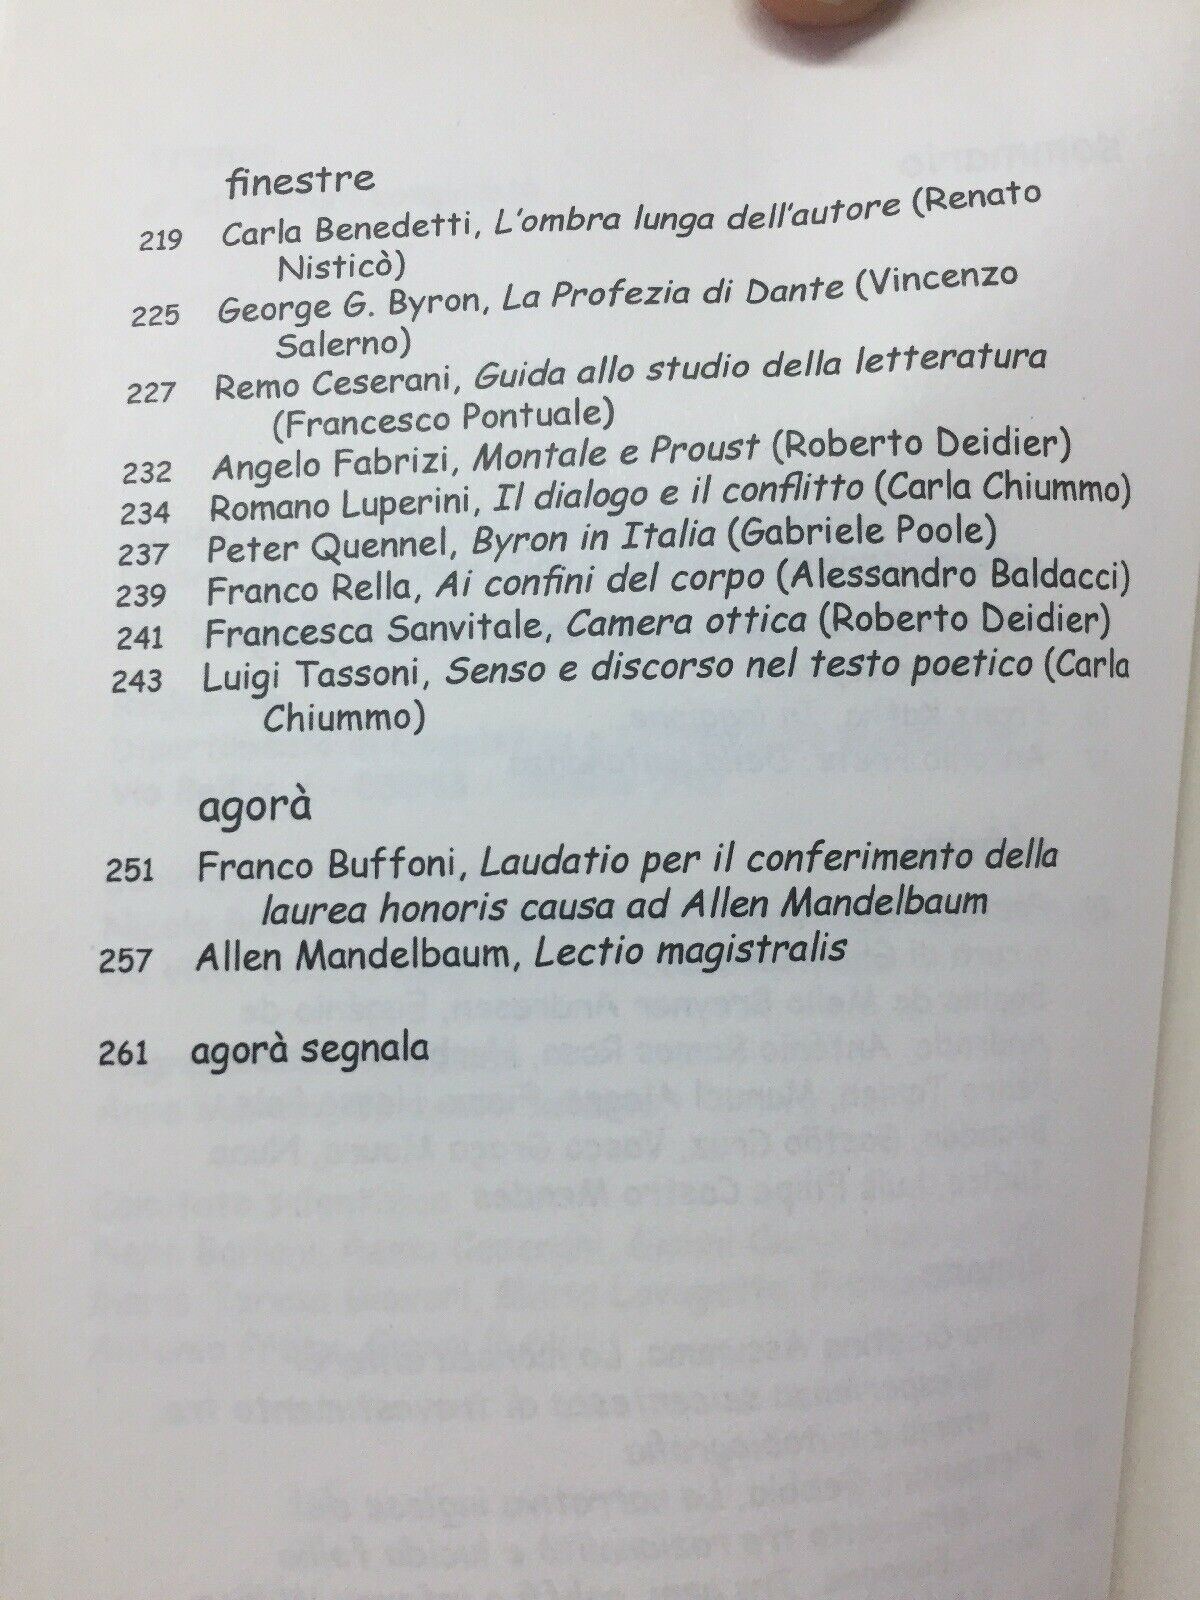 finestre
219 Carla Benedetti, L'ombra lunga dell'autore (Renato
Nisticò)
225 George G. Byron, La Profezia di Dante (Vincenzo
Salerno)
227 Remo Ceserani, Guida allo studio della letteratura
(Francesco Pontuale)
232 Angelo Fabrizi, Montale e Proust (Roberto Deidier)
234 Romano Luperini, Il dialogo e il conflitto (Carla Chiummo)
237 Peter Quennel, Byron in Italia (Gabriele Poole)
239 Franco Rella, Ai confini del corpo (Alessandro Baldacci)
241 Francesca Sanvitale, Camera ottica (Roberto Deidier)
243 Luigi Tassoni, Senso e discorso nel testo poetico (Carla
Chiummo)
agorà
251 Franco Buffoni, Laudatio per il conferimento della
laurea honoris causa ad Allen Mandelbaum
257 Allen Mandelbaum, Lectio magistralis
261 agorà segnala